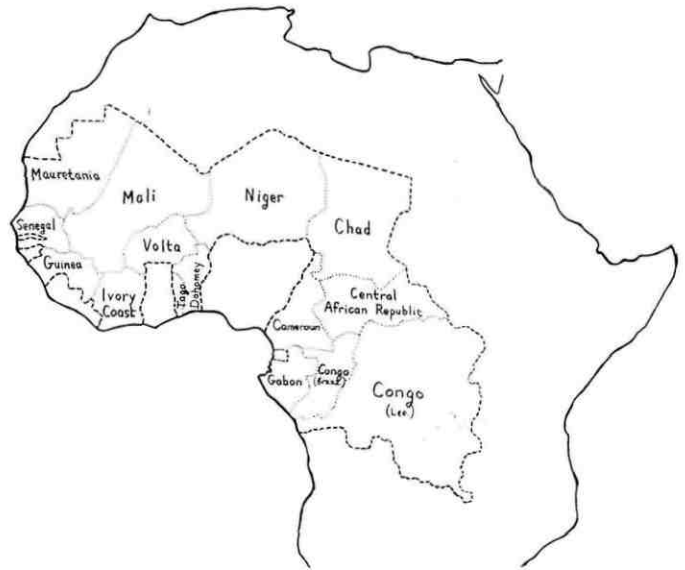 Mauretania
Mali
Niger
Chad
Senegal
Volta
Guinea
Ivory
Coast
Togo
Dahomey
Central
African Republic
Cameroun
Gabon
Congo
(Brazz.)
Congo
(Leo.)